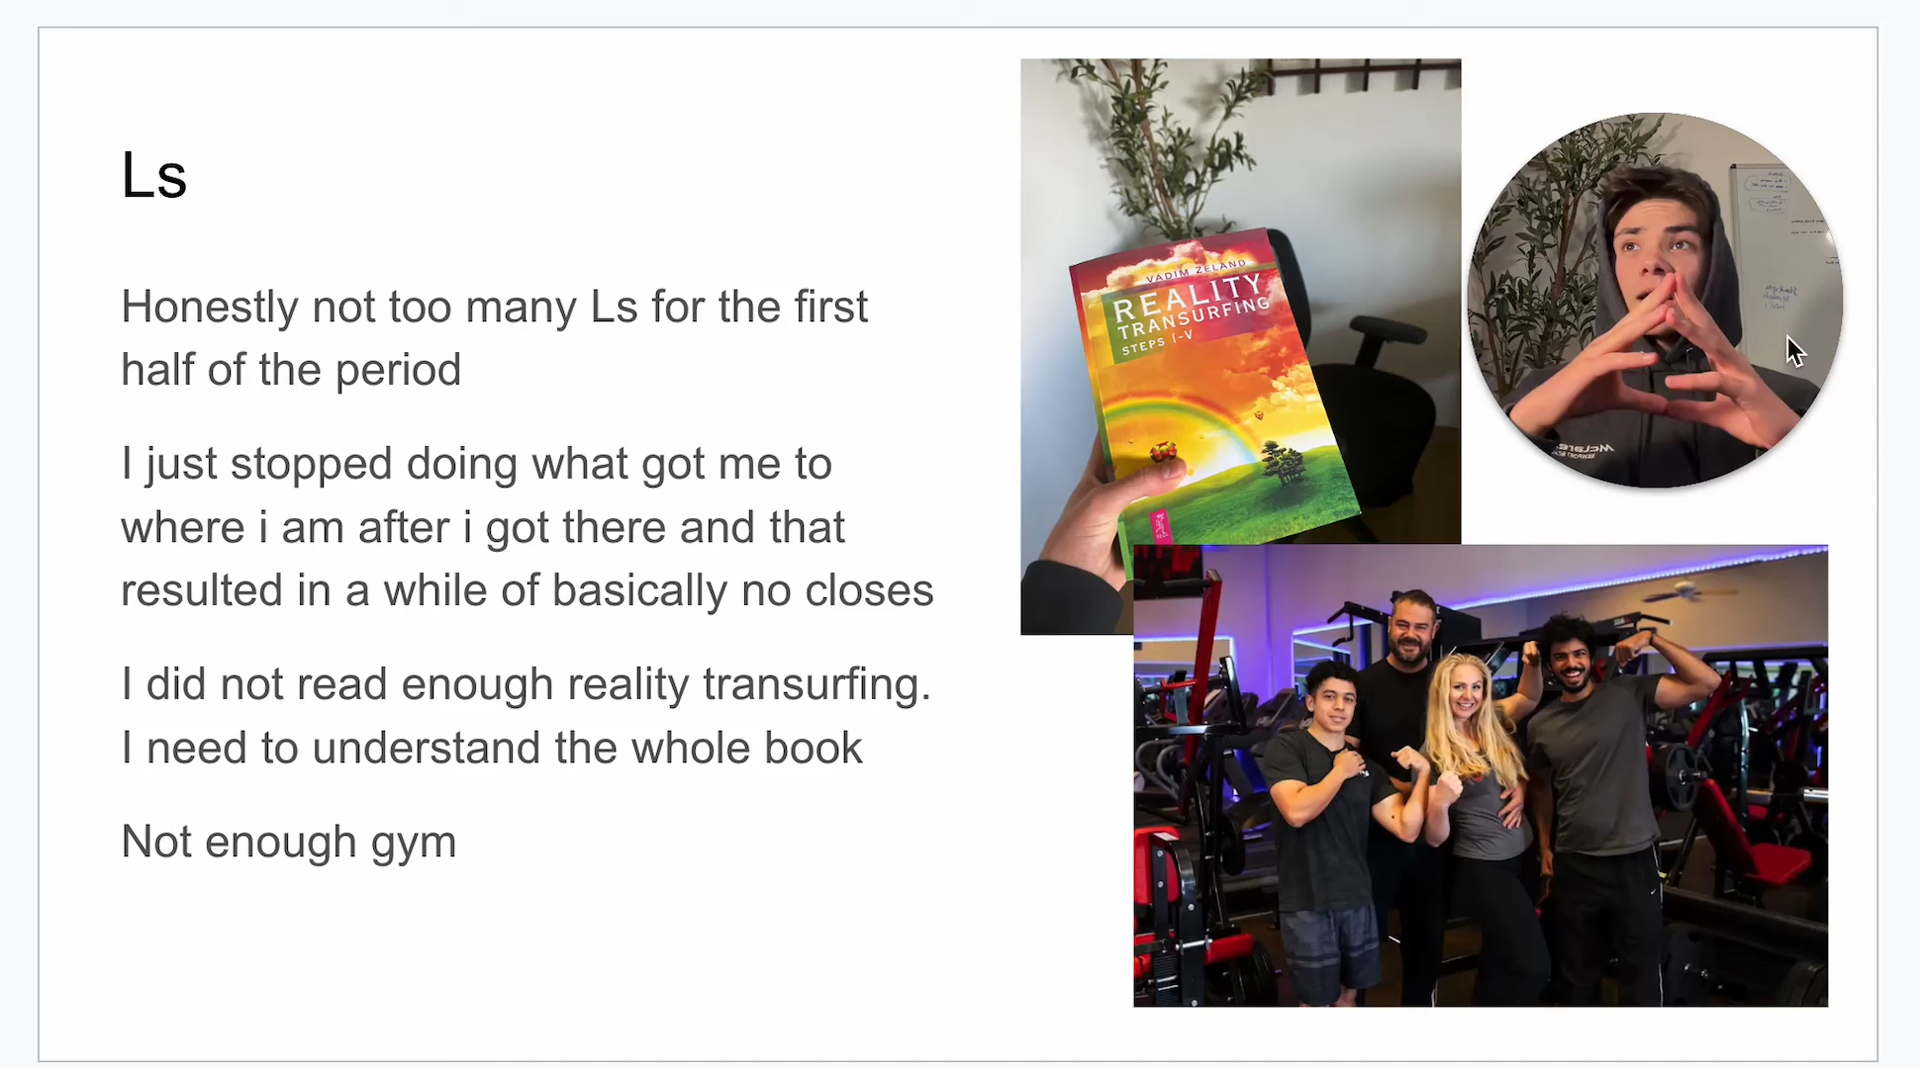 Ls
Honestly not too many Ls for the first
half of the period
I just stopped doing what got me to
where i am after i got there and that
resulted in a while of basically no closes
I did not read enough reality transurfing.
I need to understand the whole book
Not enough gym
VADIM ZELAND
REALITY
TRANSURFING
STEPS I-V